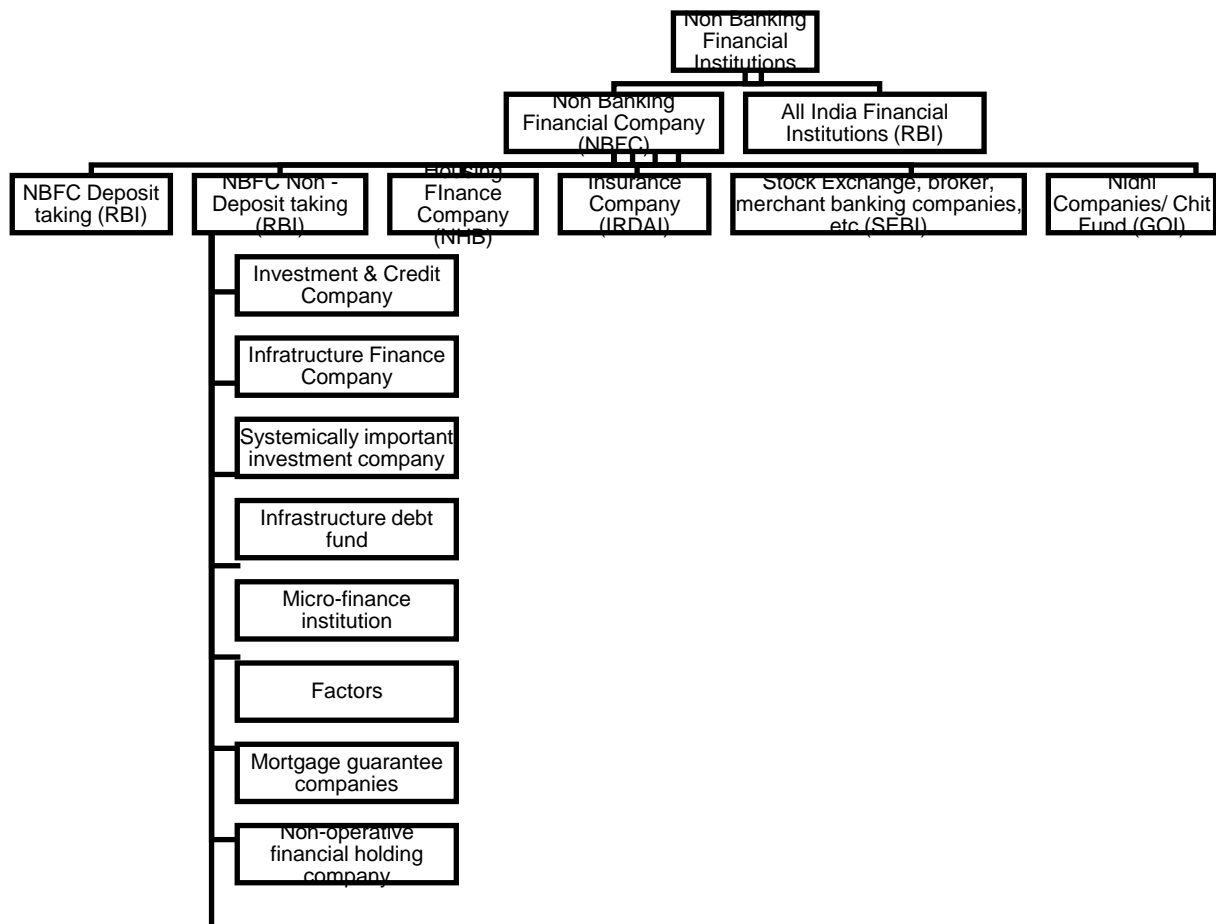 Non Banking
Financial
Institutions
Non Banking
Financial Company
(NBFC)
All India Financial
Institutions (RBI)
NBFC Deposit
taking (RBI)
NBFC Non -
Deposit taking
(RBI)
Housing
FInance
Company
(NHB)
Insurance
Company
(IRDAI)
Stock Exchange, broker,
merchant banking companies,
etc (SEBI)
Nidhi
Companies/ Chit
Fund (GOI)
Investment & Credit
Company
Infratructure Finance
Company
Systemically important
investment company
Infrastructure debt
fund
Micro-finance
institution
Factors
Mortgage guarantee
companies
Non-operative
financial holding
company